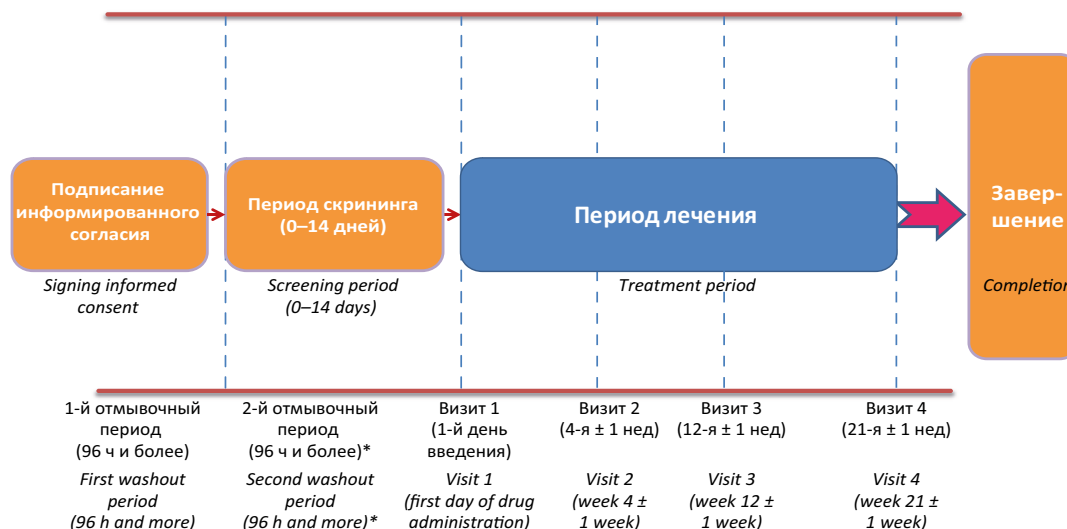 Подписание
информированного
согласия
Signing informed
consent
Период скрининга
(0–14 дней)
Screening period
(0–14 days)
Период лечения
Treatment period
Завер-
шение
Completion
1-й отмывочный
период
(96 ч и более)
First washout
period
(96 h and more)
2-й отмывочный
период
(96 ч и более)*
Second washout
period
(96 h and more)*
Визит 1
(1-й день
введения)
Visit 1
(first day of drug
administration)
Визит 2
(4-я ± 1 нед)
Visit 2
(week 4 ±
1 week)
Визит 3
(12-я ± 1 нед)
Visit 3
(week 12 ±
1 week)
Визит 4
(21-я ± 1 нед)
Visit 4
(week 21 ±
1 week)